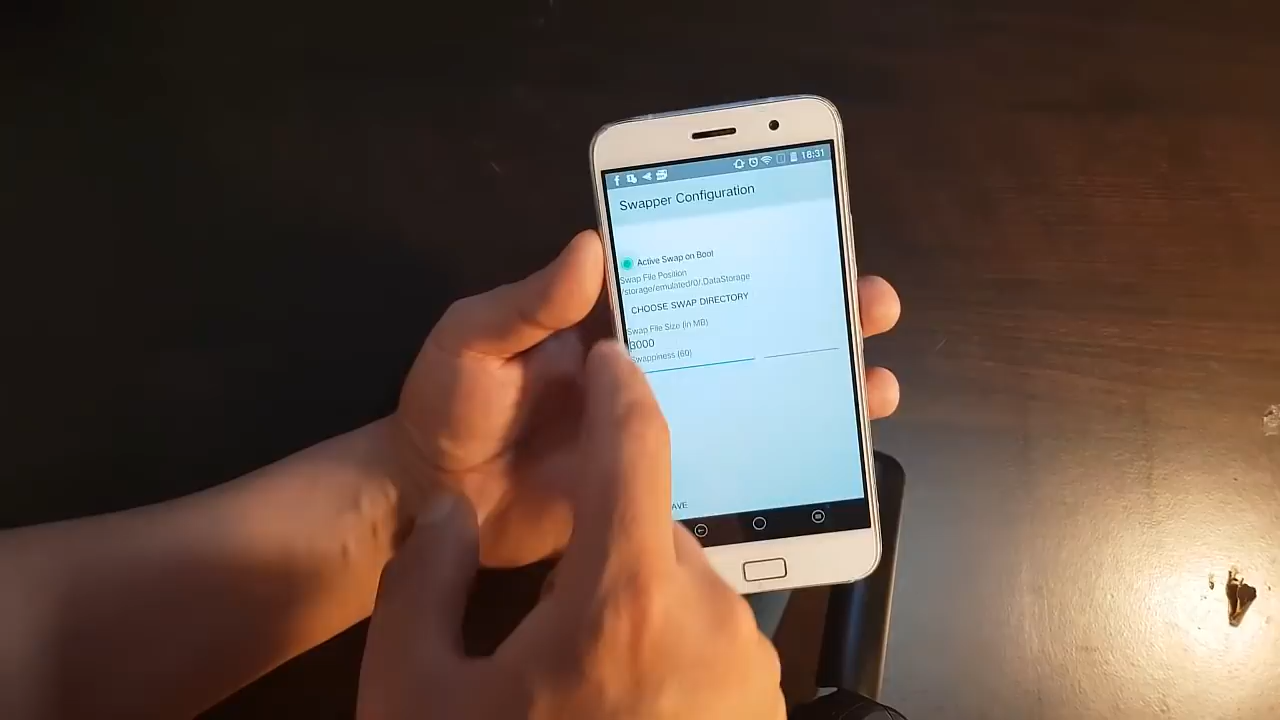 18:31
Swapper Configuration
Active Swap on Boot
Swap File Position
/storage/emulated/0/.DataStorage
CHOOSE SWAP DIRECTORY
Swap File Size (in MB)
3000
Swappiness (60)
AVE